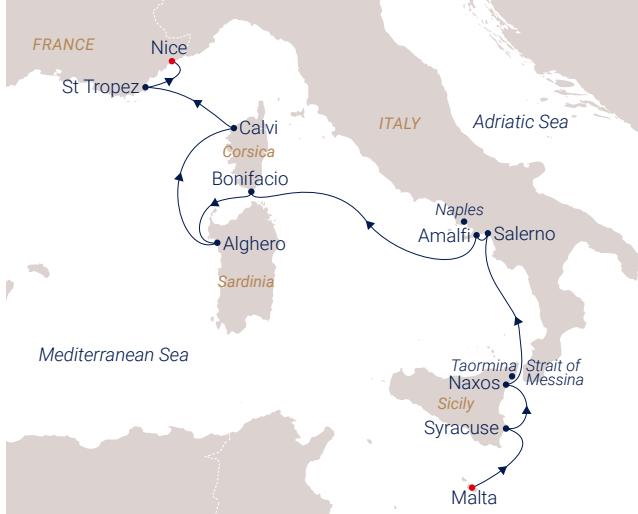 FRANCE
Nice
St Tropez
ITALY
Adriatic Sea
Calvi
Corsica
Bonifacio
Naples
Amalfi
Salerno
Alghero
Sardinia
Mediterranean Sea
Taormina
Strait of
Messina
Naxos
Sicily
Syracuse
Malta